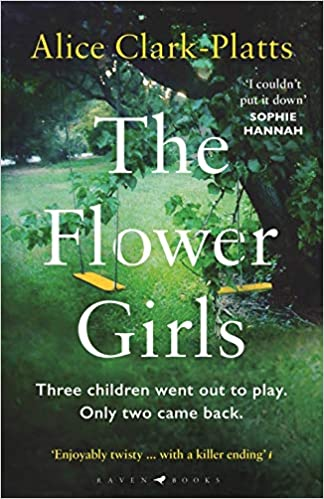 Alice Clark-Platts
‘I couldn’t
put it down’
SOPHIE
HANNAH
The
Flower
Girls
Three children went out to play.
Only two came back.
‘Enjoyably twisty ... with a killer ending’ i
RAVEN BOOKS